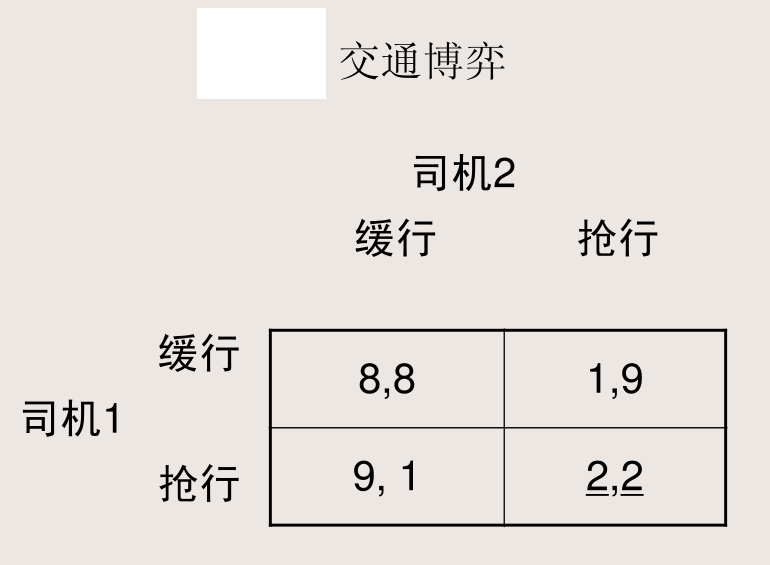 交通博弈
司机2
缓行 抢行
缓行 8,8 1,9
司机1
抢行 9, 1 2,2